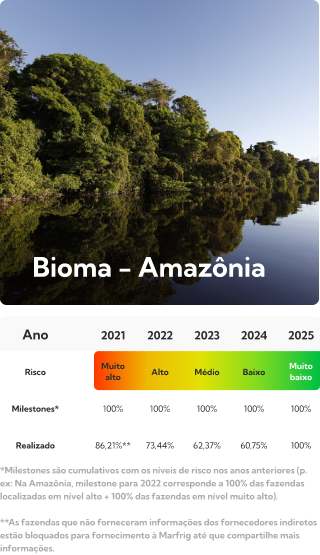 Bioma - Amazônia
Ano 2021 2022 2023 2024 2025
Risco Muito alto Alto Médio Baixo Muito baixo
Milestones* 100% 100% 100% 100% 100%
Realizado 86,21%** 73,44% 62,37% 60,75% 100%
*Milestones são cumulativos com os níveis de risco nos anos anteriores (p.
ex: Na Amazônia, milestone para 2022 corresponde a 100% das fazendas
localizadas em nível alto + 100% das fazendas em nível muito alto).
**As fazendas que não forneceram informações dos fornecedores indiretos
estão bloquados para fornecimento à Marfrig até que compartilhe mais
informações.